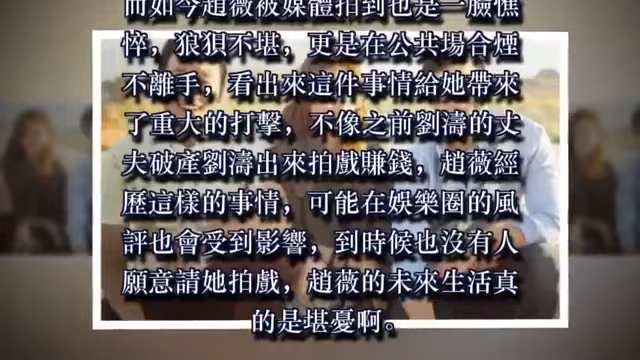 而如今趙薇被媒體拍到也是一臉憔
悴，狼狽不堪，更是在公共場合煙
不離手，看出來這件事情給她帶來
了重大的打擊，不像之前劉濤的丈
夫破產劉濤出來拍戲賺錢，趙薇經
歷這樣的事情，可能在娛樂圈的風
評也會受到影響，到時候也沒有人
願意請她拍戲，趙薇的未來生活真
的是堪憂啊。